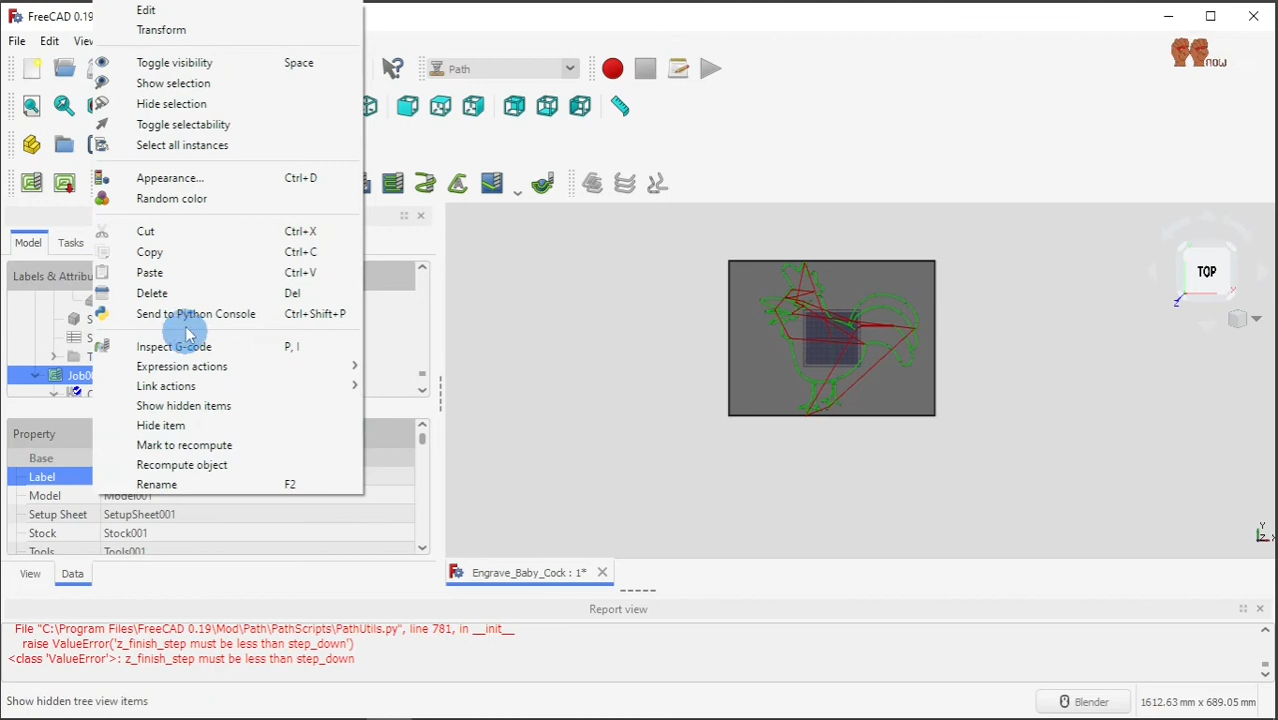 FreeCAD 0.19
Edit
Transform
File Edit View
Toggle visibility Space
Path
now
Show selection
Hide selection
Toggle selectability
Select all instances
Appearance... Ctrl+D
Random color
Cut Ctrl+X
Copy Ctrl+C
Paste Ctrl+V
Delete Del
Send to Python Console Ctrl+Shift+P
Inspect G-code P, I
Expression actions
Link actions
Show hidden items
Hide item
Mark to recompute
Recompute object
Rename F2
Model Tasks
Labels & Attribu
S
S
T
Job00
Property
Base
Label
Model Model001
Setup Sheet SetupSheet001
Stock Stock001
Tools Tools001
View Data
TOP
Z
Y
Y
Z X
Engrave_Baby_Cock : 1*
Report view
File "C:\Program Files\FreeCAD 0.19\Mod\Path\PathScripts\PathUtils.py", line 781, in __init__
raise ValueError('z_finish_step must be less than step_down')
<class 'ValueError'>: z_finish_step must be less than step_down
Show hidden tree view items
Blender
1612.63 mm x 689.05 mm